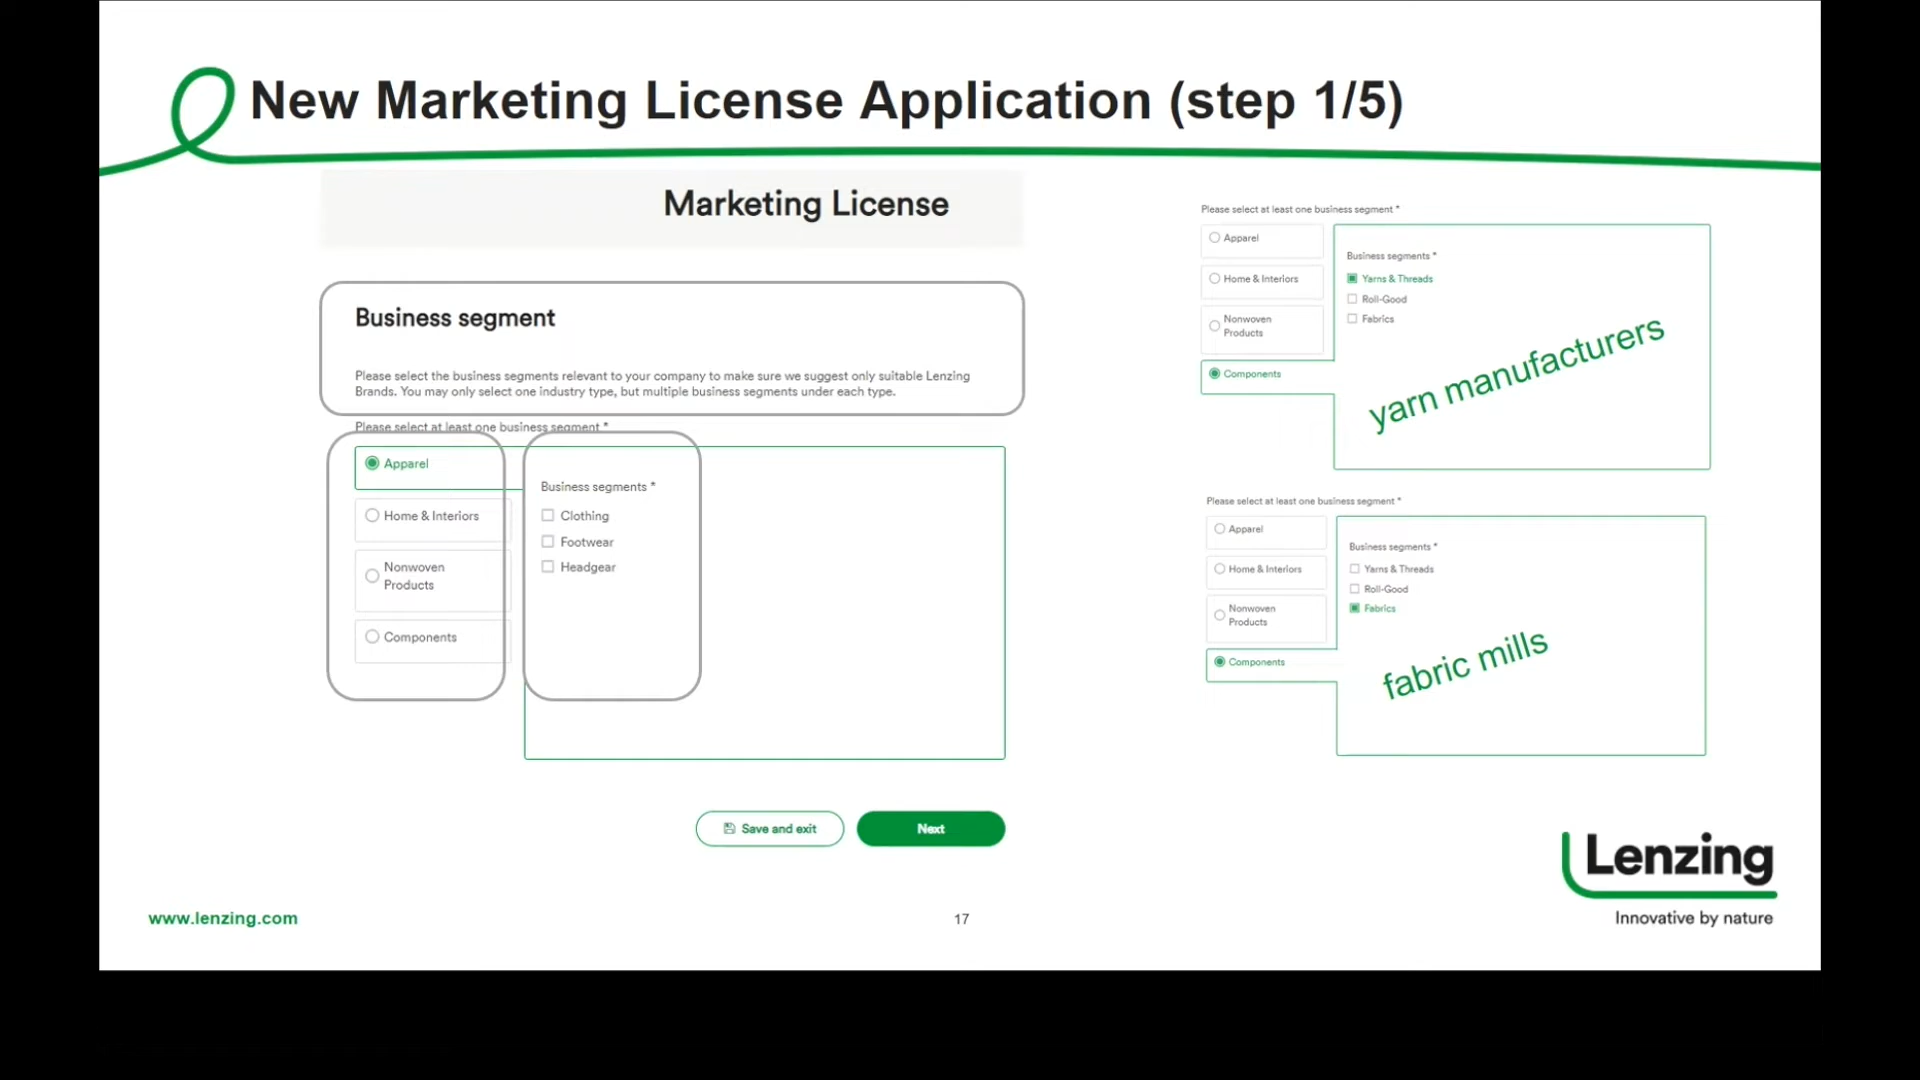 New Marketing License Application (step 1/5)
Marketing License
Business segment
Please select the business segments relevant to your company to make sure we suggest only suitable Lenzing
Brands. You may only select one industry type, but multiple business segments under each type.
Please select at least one business segment *
Apparel
Home & Interiors
Nonwoven
Products
Components
Business segments *
Clothing
Footwear
Headgear
Save and exit
Next
Please select at least one business segment *
Apparel
Home & Interiors
Nonwoven
Products
Components
Business segments *
Yarns & Threads
Roll-Good
Fabrics
yarn manufacturers
Please select at least one business segment *
Apparel
Home & Interiors
Nonwoven
Products
Components
Business segments *
Yarns & Threads
Roll-Good
Fabrics
fabric mills
www.lenzing.com
17
Lenzing
Innovative by nature